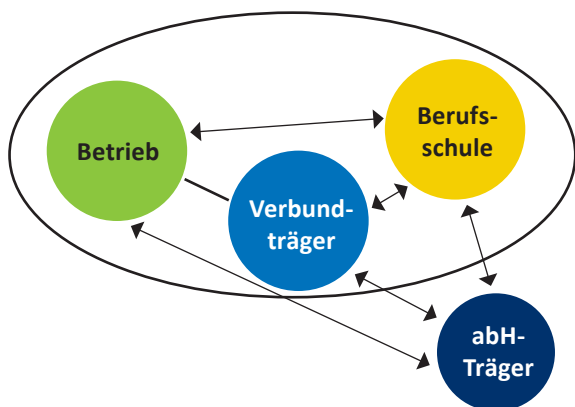 Betrieb
Berufs-
schule
Verbund-
träger
abH-
Träger